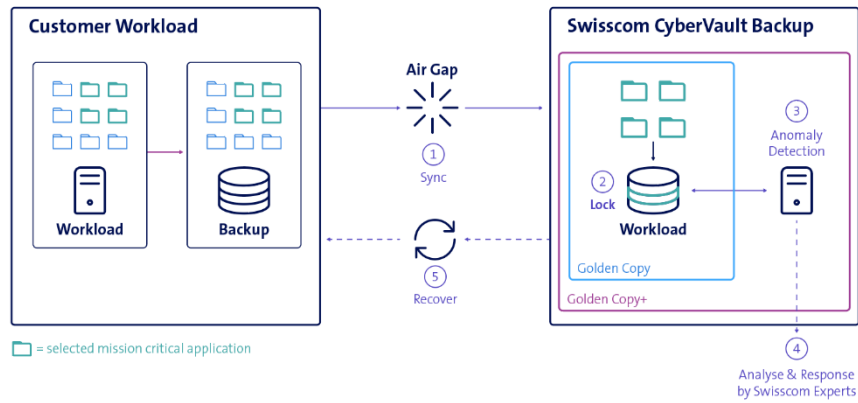 Customer Workload
Workload
Backup
= selected mission critical application
Air Gap
1
Sync
5
Recover
Swisscom CyberVault Backup
2
Lock
Workload
Golden Copy
Golden Copy+
3
Anomaly
Detection
4
Analyse & Response
by Swisscom Experts